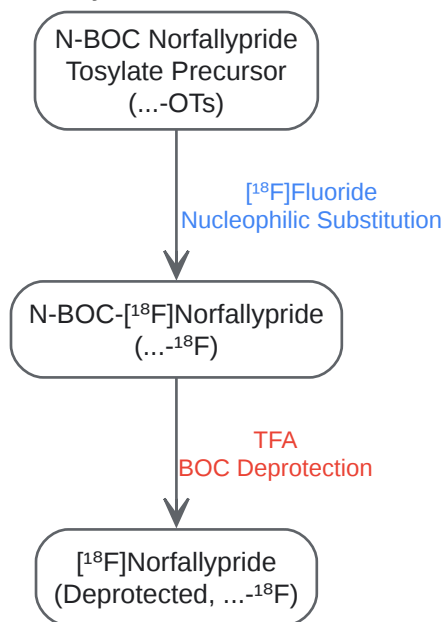 N-BOC Norfallypride
Tosylate Precursor
(...-OTs)
[¹⁸F]Fluoride
Nucleophilic Substitution
N-BOC-[¹⁸F]Norfallypride
(...-¹⁸F)
TFA
BOC Deprotection
[¹⁸F]Norfallypride
(Deprotected, ...-¹⁸F)